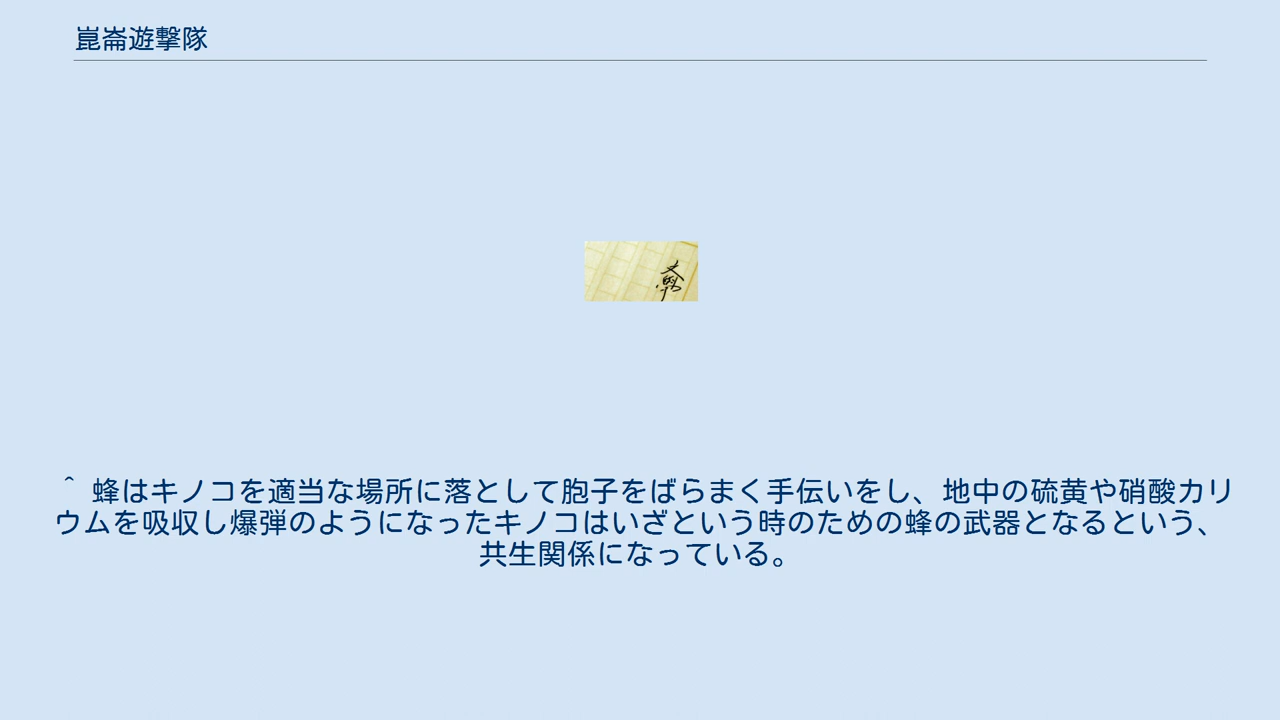 崑崙遊撃隊
^ 蜂はキノコを適当な場所に落として胞子をばらまく手伝いをし、地中の硫黄や硝酸カリ
ウムを吸収し爆弾のようになったキノコはいざという時のための蜂の武器となるという、
共生関係になっている。